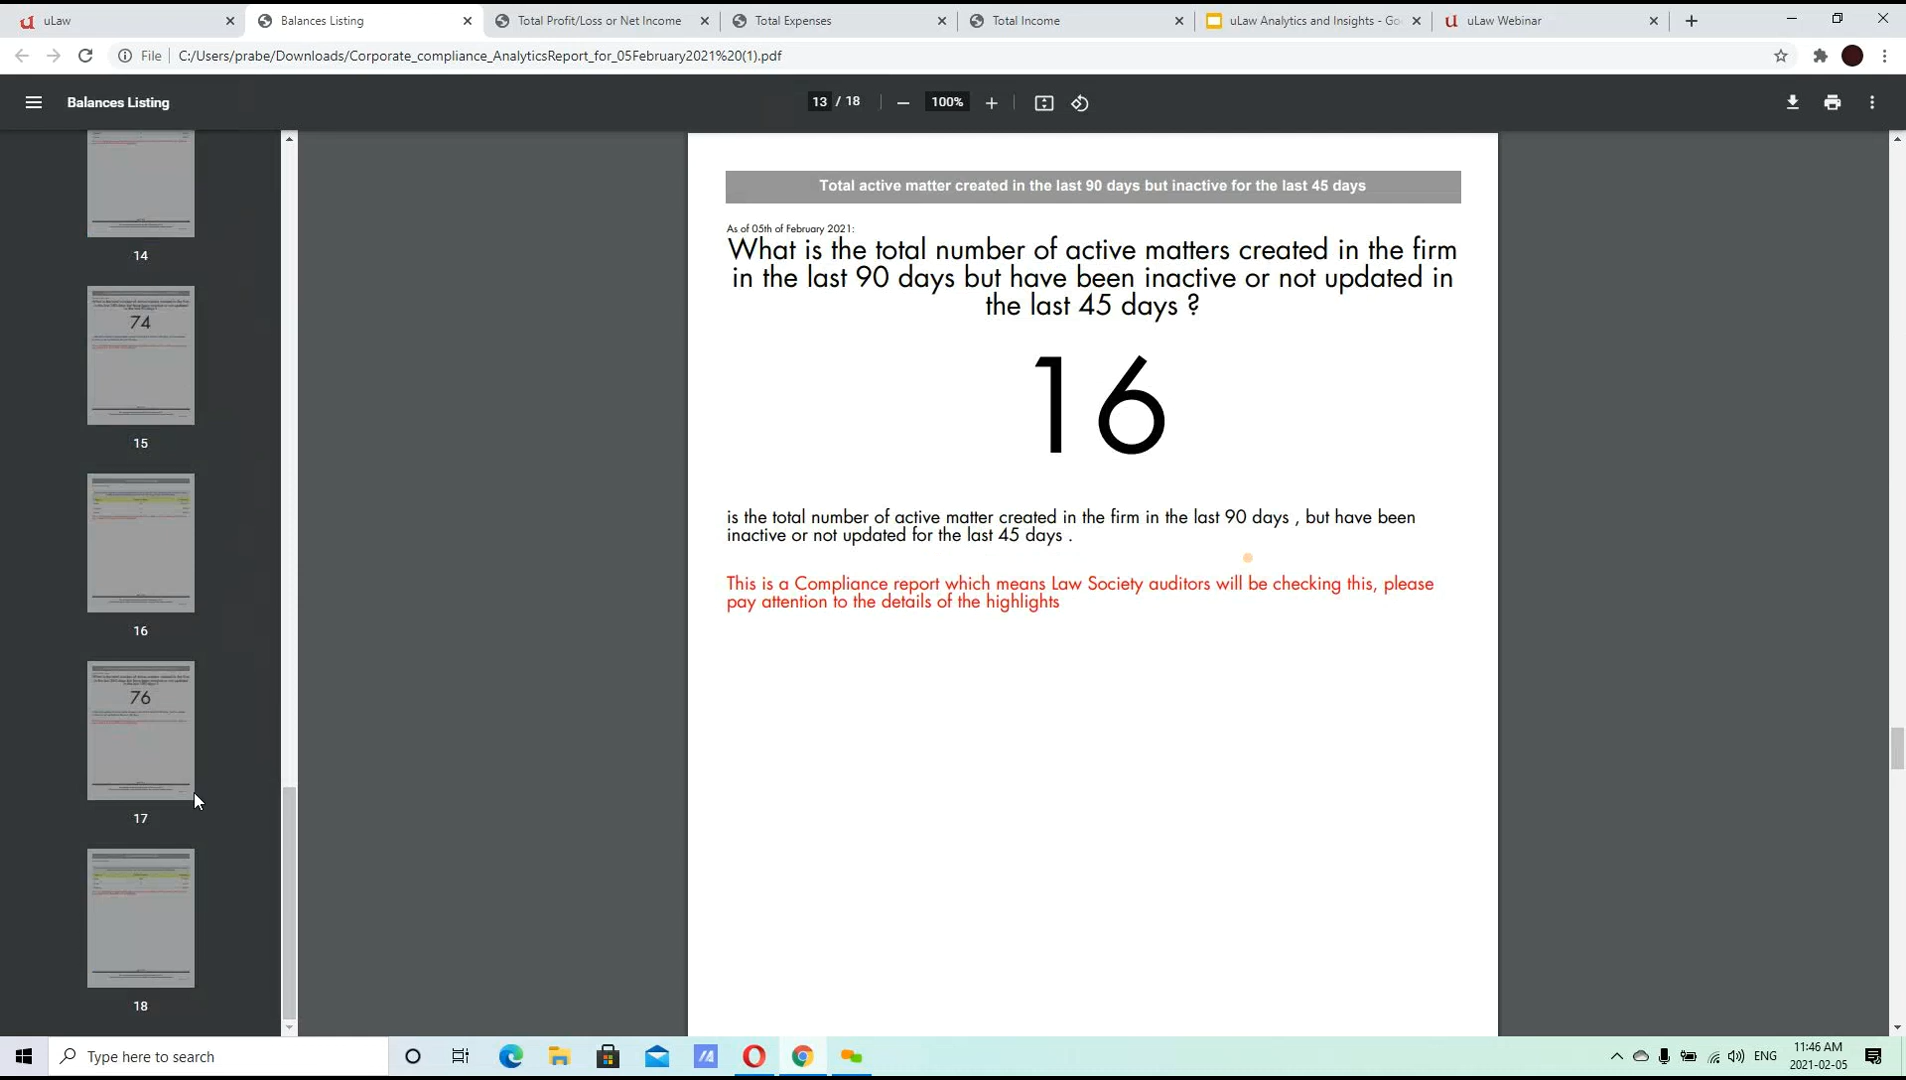 uLaw
Balances Listing
Total Profit/Loss or Net Income
Total Expenses
Total Income
uLaw Analytics and Insights - Go
uLaw Webinar
File
C:/Users/prabe/Downloads/Corporate_compliance_AnalyticsReport_for_05February2021%20(1).pdf
Balances Listing
13 / 18
100%
14
74
15
16
76
17
18
Total active matter created in the last 90 days but inactive for the last 45 days
As of 05th of February 2021:
What is the total number of active matters created in the firm
in the last 90 days but have been inactive or not updated in
the last 45 days ?
16
is the total number of active matter created in the firm in the last 90 days , but have been
inactive or not updated for the last 45 days .
This is a Compliance report which means Law Society auditors will be checking this, please
pay attention to the details of the highlights
Type here to search
ENG
11:46 AM
2021-02-05